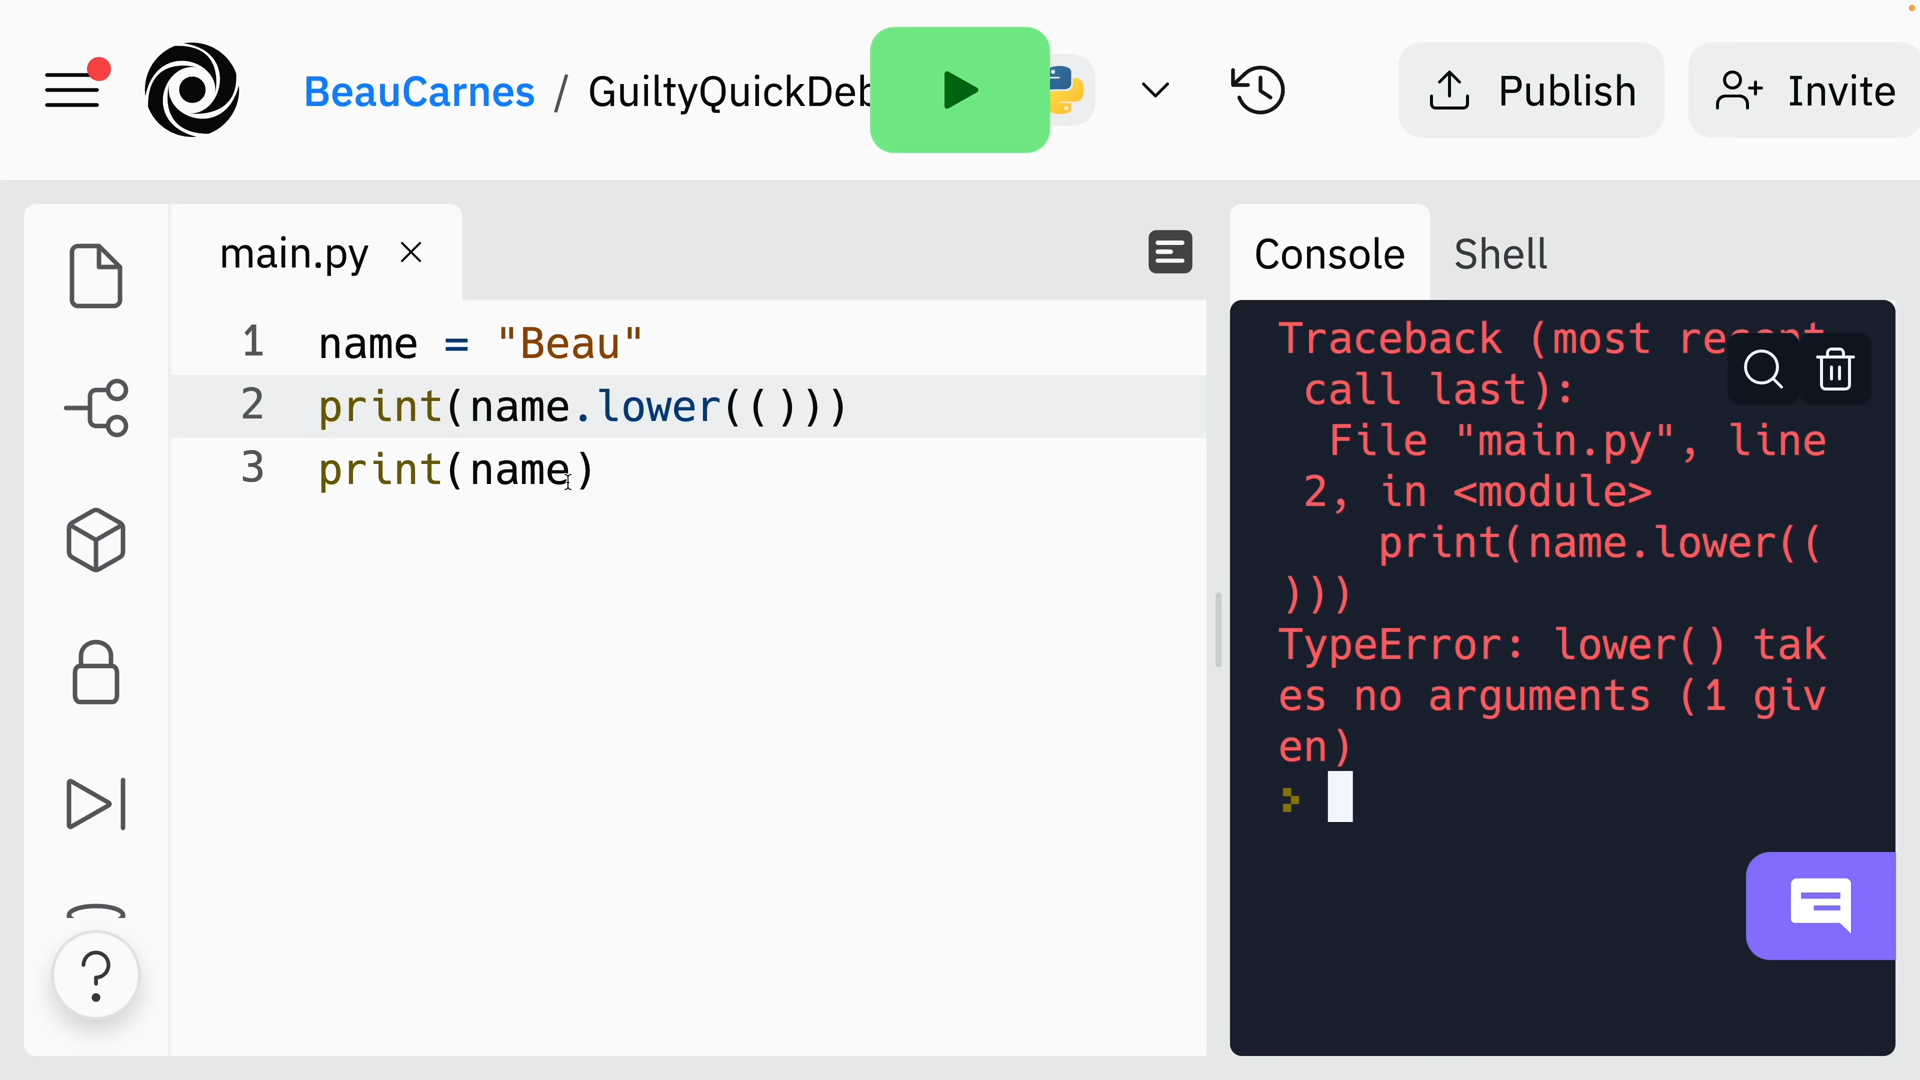 BeauCarnes / GuiltyQuickDeb
Publish
Invite
main.py
Console
Shell
1 name = "Beau"
2 print(name.lower(()))
3 print(name)
Traceback (most recent
call last):
File "main.py", line
2, in <module>
print(name.lower((
)))
TypeError: lower() tak
es no arguments (1 giv
en)
?